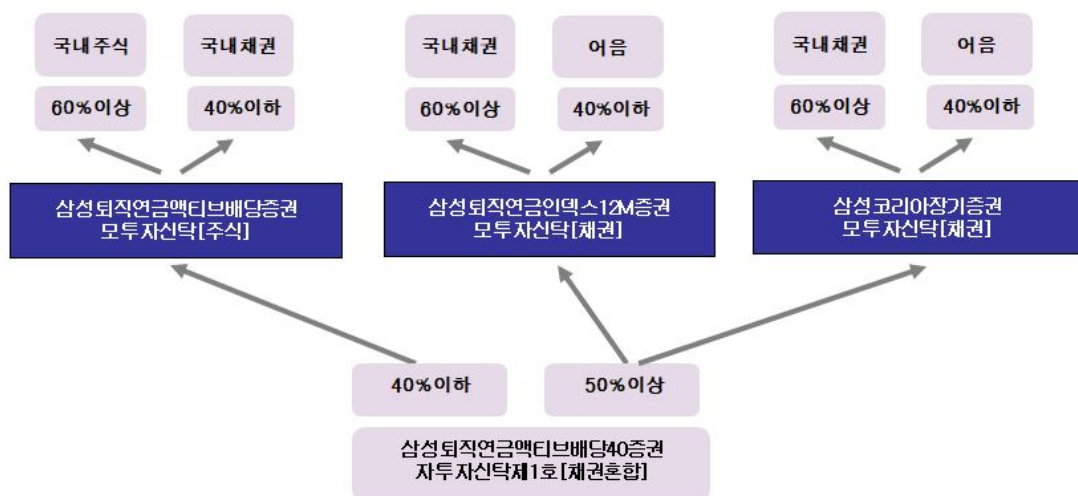 국내주식 국내채권 국내채권 어음 국내채권 어음
60%이상 40%이하 60%이상 40%이하 60%이상 40%이하
삼성퇴직연금액티브배당증권
모투자신탁[주식]
삼성퇴직연금인덱스12M증권
모투자신탁[채권]
삼성코리아장기증권
모투자신탁[채권]
40%이하 50%이상
삼성퇴직연금액티브배당40증권
자투자신탁제1호[채권혼합]